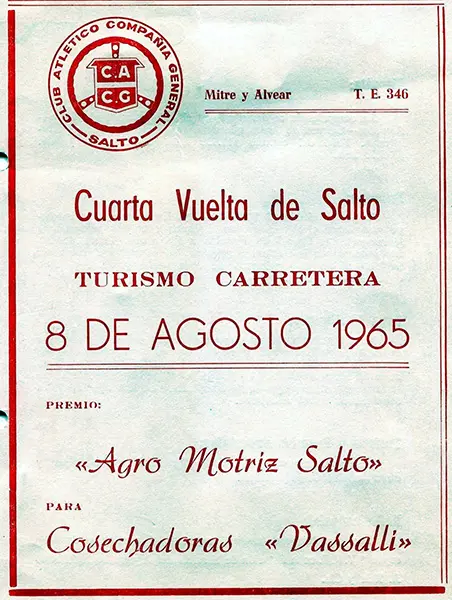 CLUB ATLETICO COMPAÑIA GENERAL
SALTO
C.A
C.G
Mitre y Alvear T. E. 346
Cuarta Vuelta de Salto
TURISMO CARRETERA
8 DE AGOSTO 1965
PREMIO:
«Agro Motriz Salto»
PARA
Cosechadoras «Vassalli»